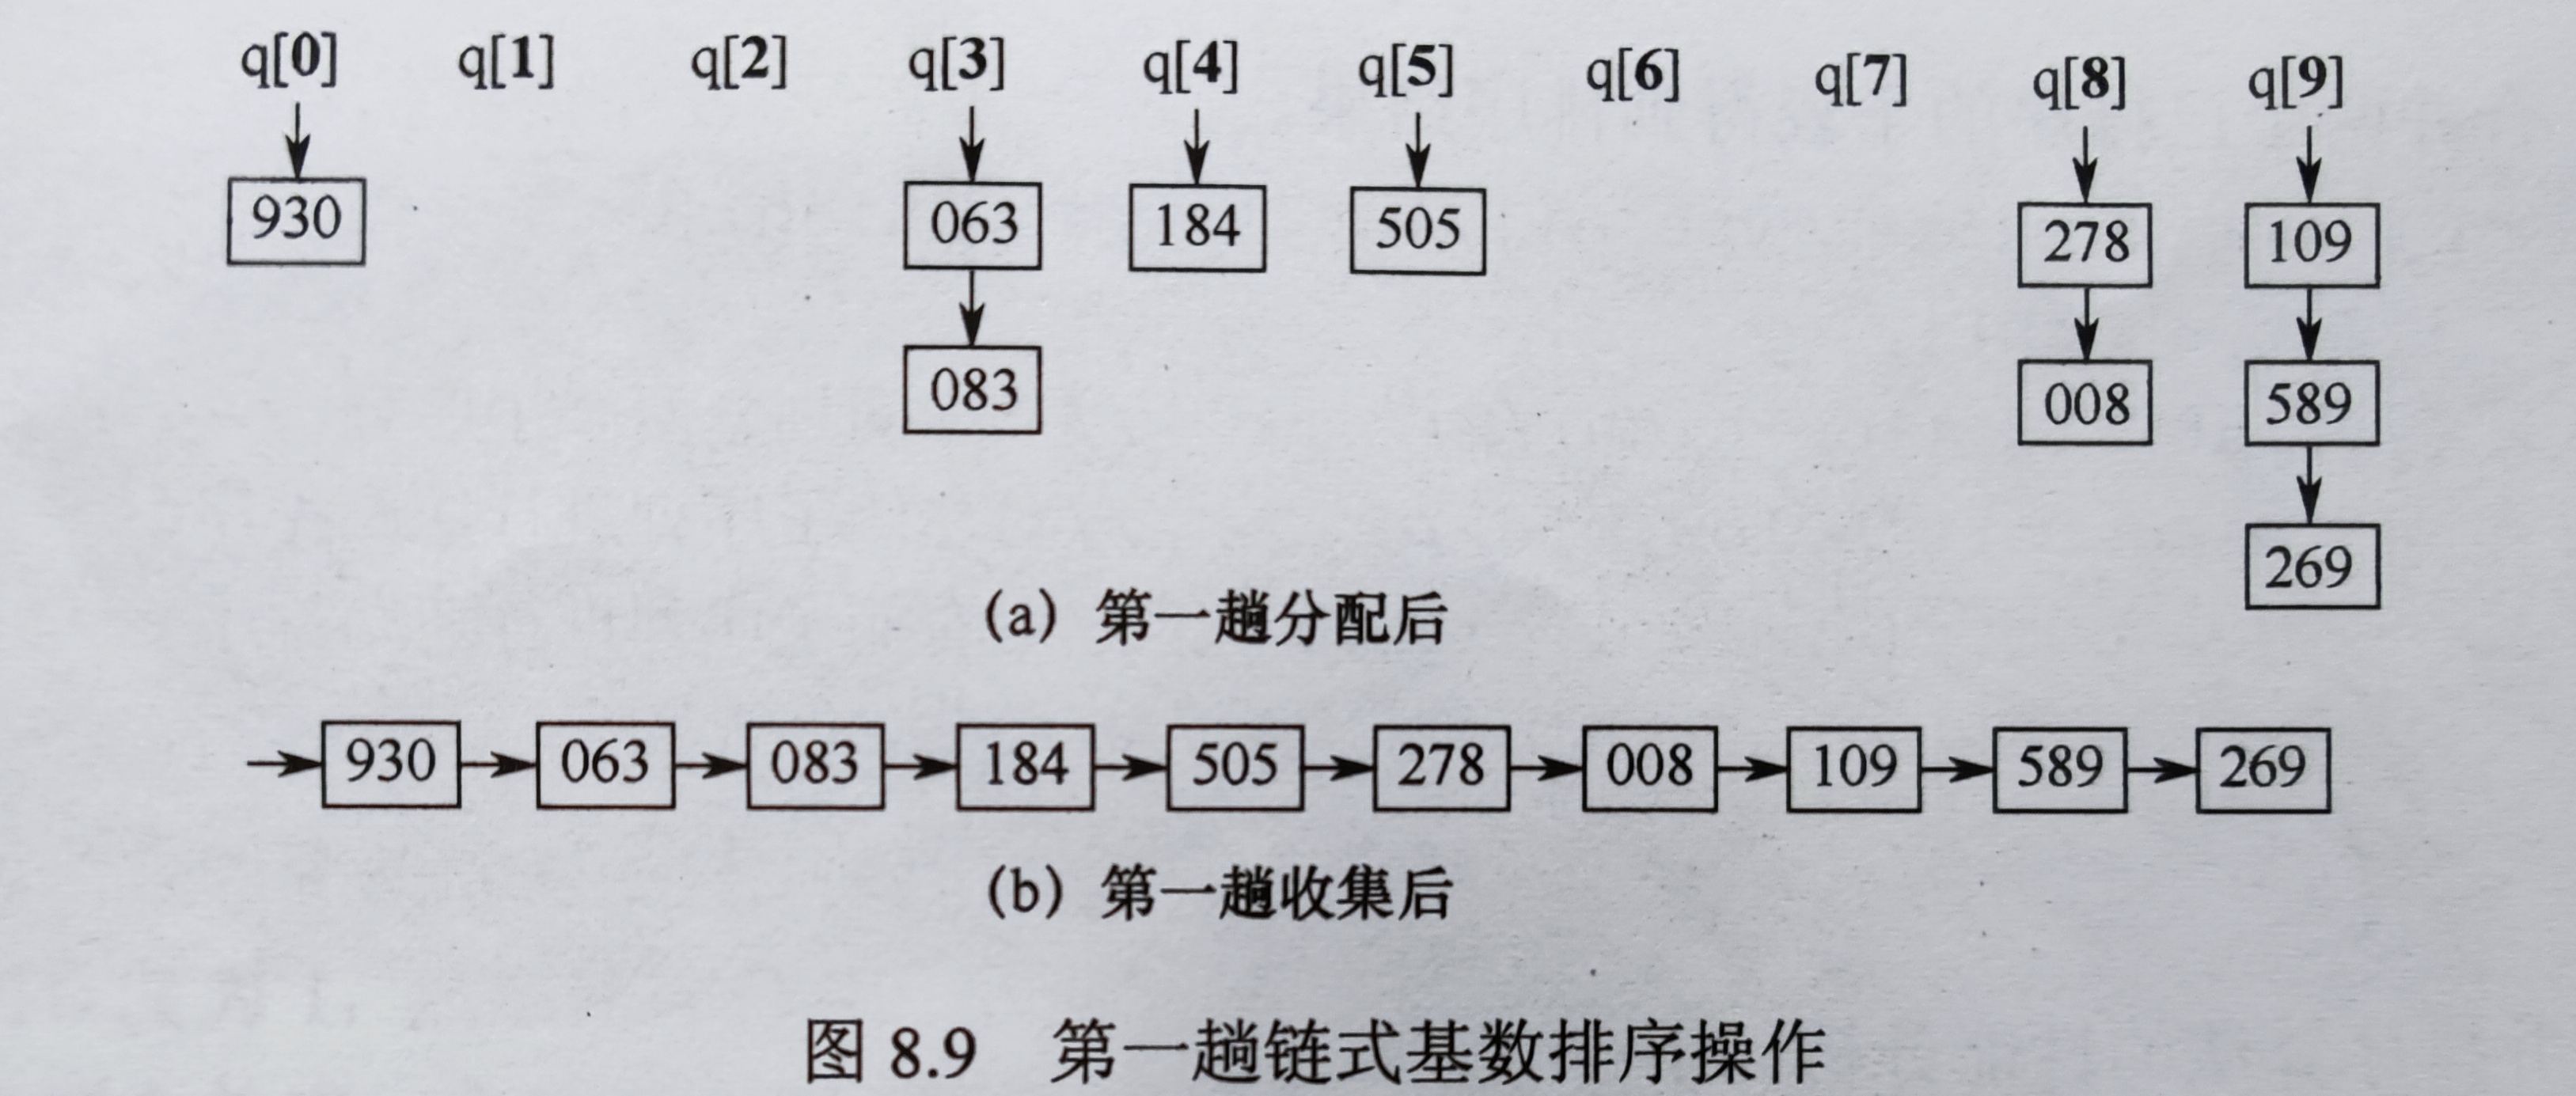 q[0] q[1] q[2] q[3] q[4] q[5] q[6] q[7] q[8] q[9]
930 063 184 505 278 109
083 008 589
269
(a) 第一趟分配后
930 063 083 184 505 278 008 109 589 269
(b) 第一趟收集后
图 8.9 第一趟链式基数排序操作